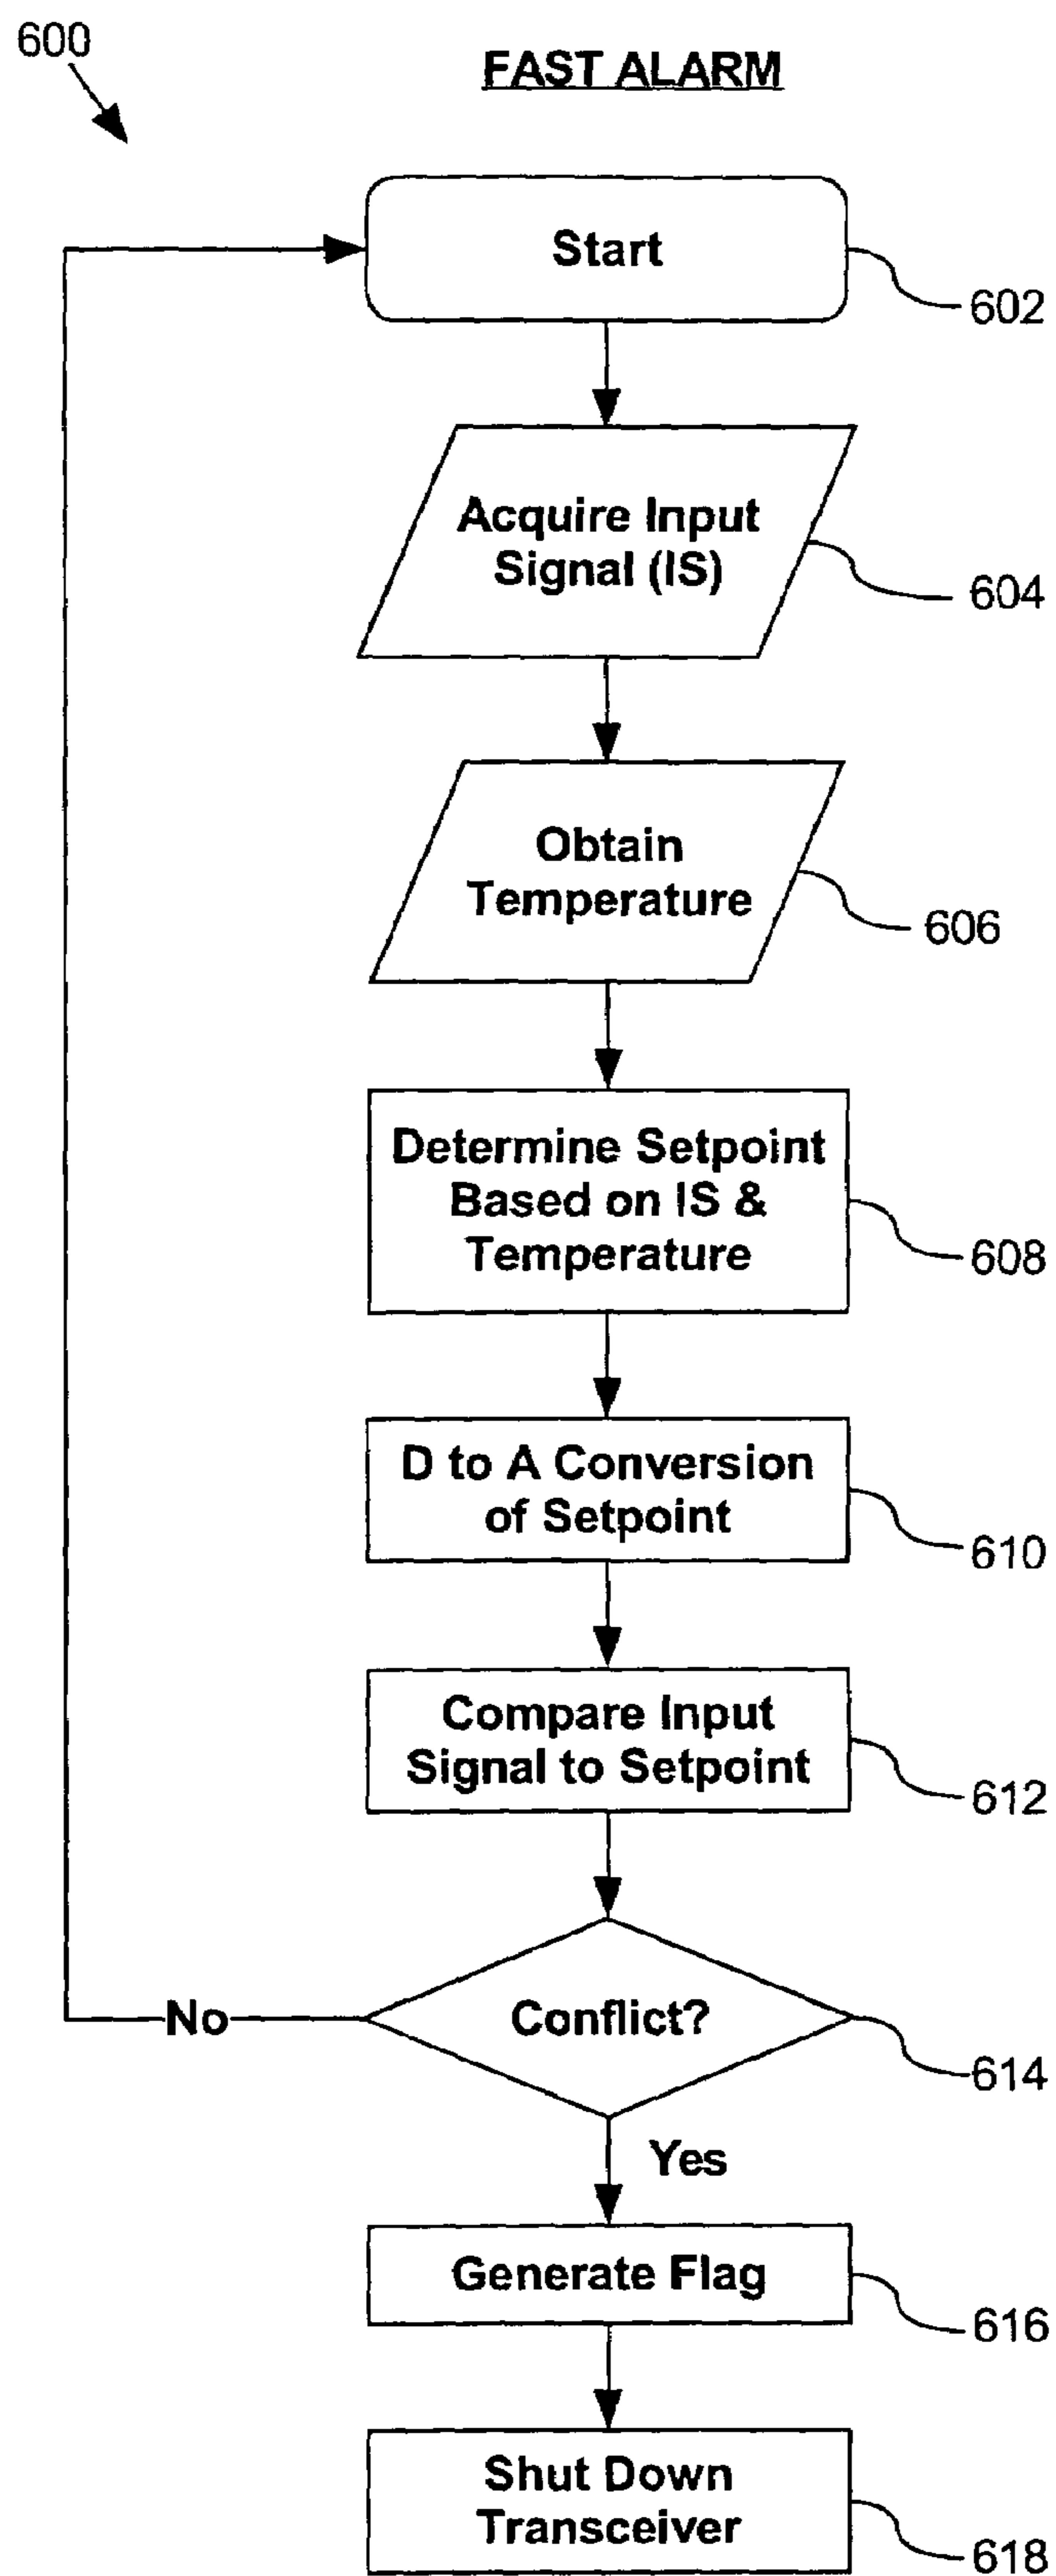 600
FAST ALARM
Start
602
Acquire Input
Signal (IS)
604
Obtain
Temperature
606
Determine Setpoint
Based on IS &
Temperature
608
D to A Conversion
of Setpoint
610
Compare Input
Signal to Setpoint
612
Conflict?
No
614
Yes
Generate Flag
616
Shut Down
Transceiver
618